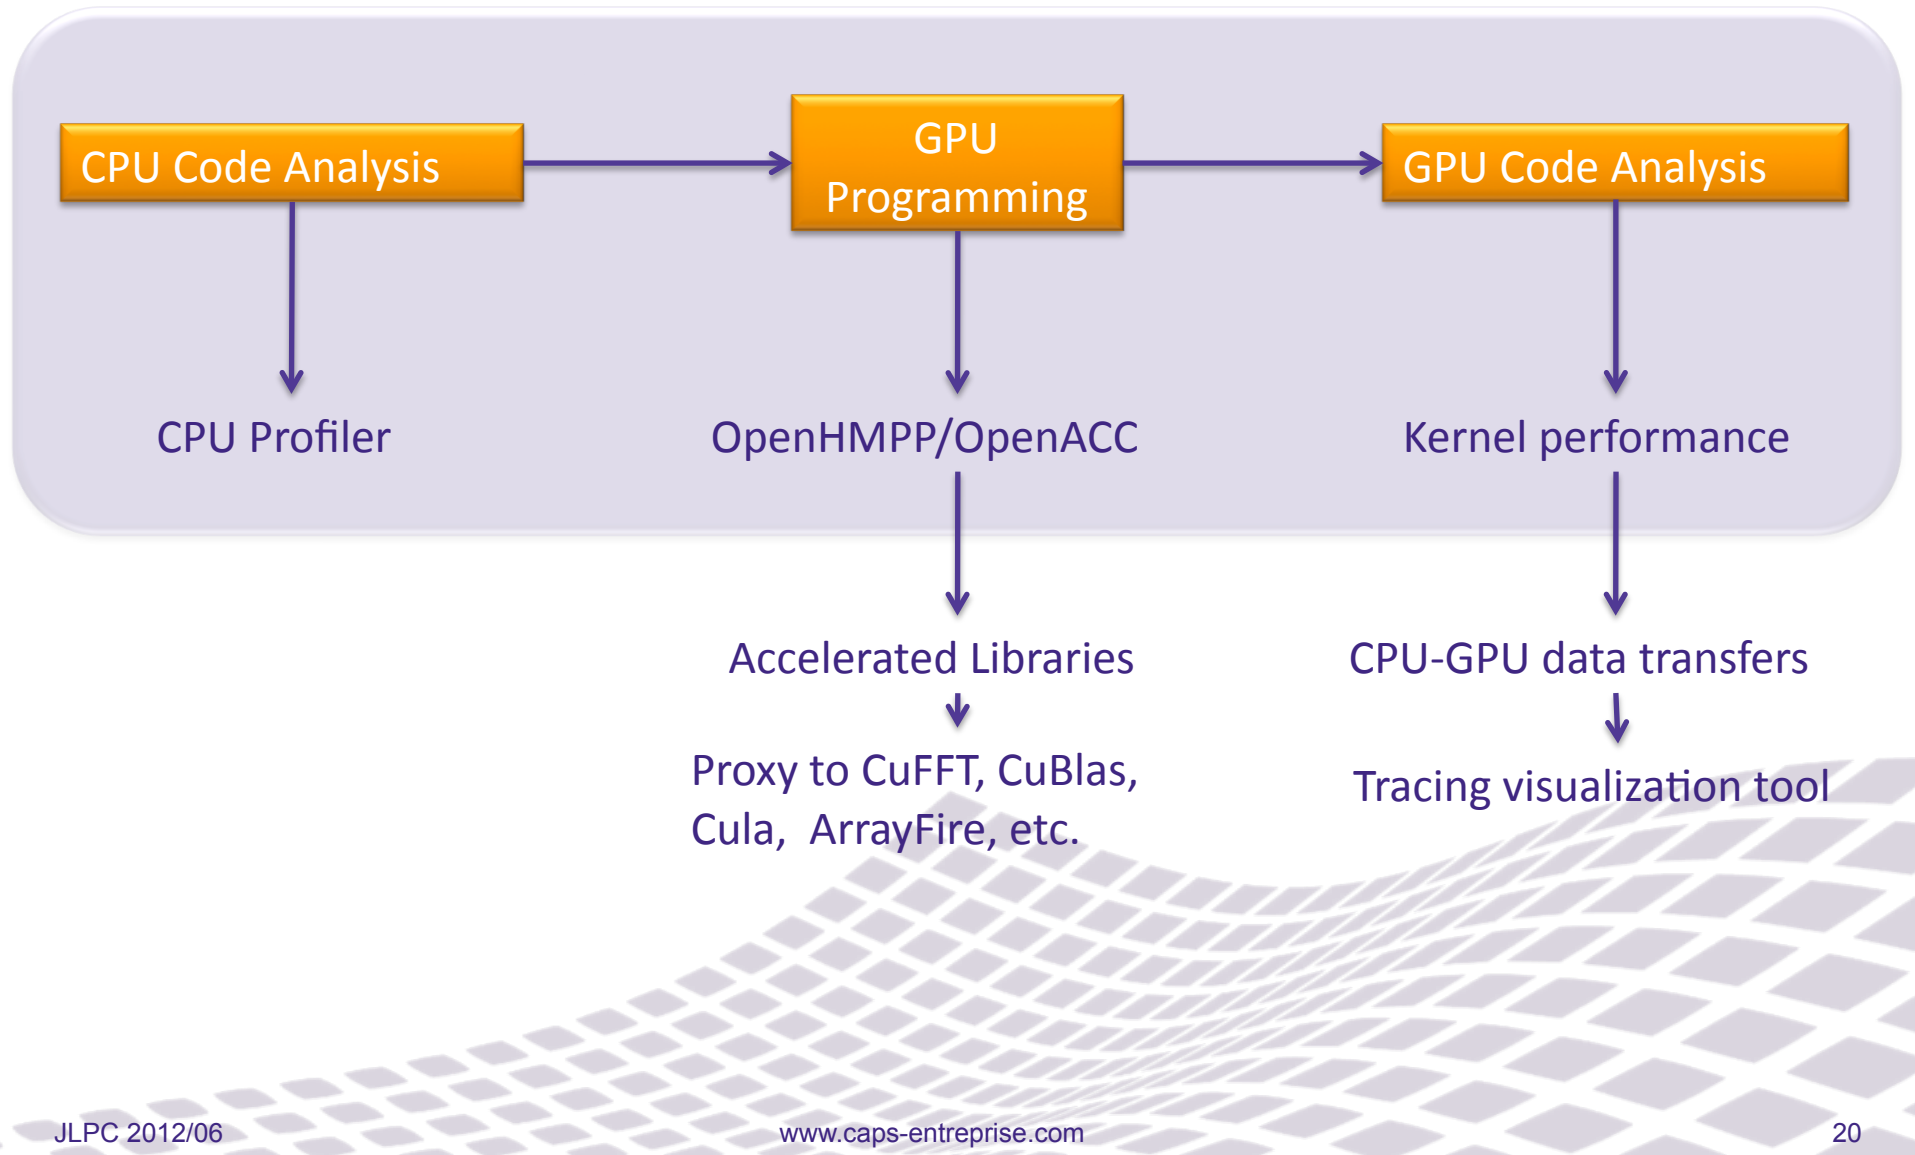 CPU Code Analysis
GPU
Programming
GPU Code Analysis
CPU Profiler
OpenHMPP/OpenACC
Kernel performance
Accelerated Libraries
CPU-GPU data transfers
Proxy to CuFFT, CuBlas,
Cula,  ArrayFire, etc.
Tracing visualization tool
JLPC 2012/06
www.caps-entreprise.com
20